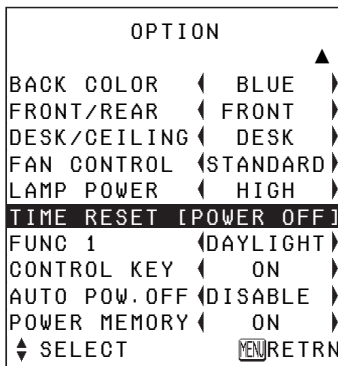 OPTION
BACK COLOR BLUE
FRONT/REAR FRONT
DESK/CEILING DESK
FAN CONTROL STANDARD
LAMP POWER HIGH
TIME RESET [POWER OFF]
FUNC 1 DAYLIGHT
CONTROL KEY ON
AUTO POW.OFF DISABLE
POWER MEMORY ON
SELECT MENU RETRN